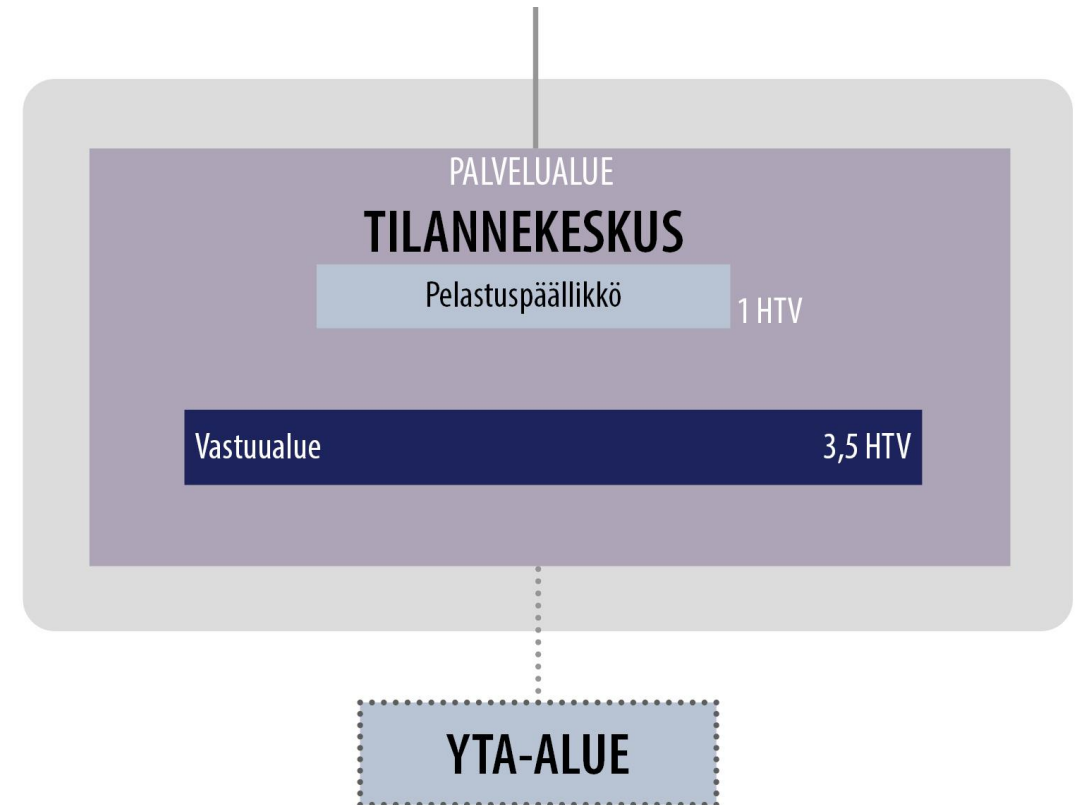 PALVELUALUE
TILANNEKESKUS
Pelastuspäällikkö
1 HTV
Vastuualue 3,5 HTV
YTA-ALUE